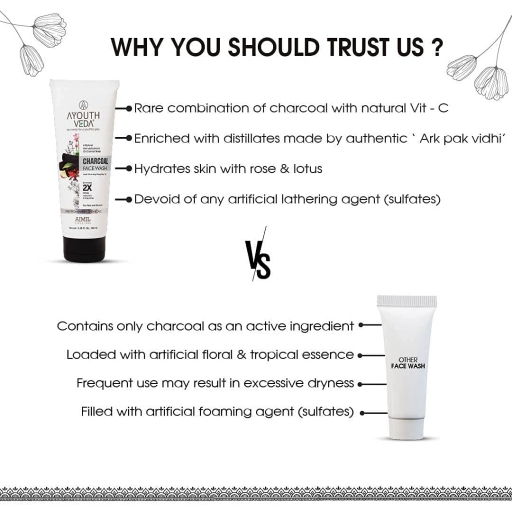 WHY YOU SHOULD TRUST US ?
AYOUTH
VEDA
CHARCOAL
FACE WASH
2X
AIMIL
Rare combination of charcoal with natural Vit - C
Enriched with distillates made by authentic ‘ Ark pak vidhi’
Hydrates skin with rose & lotus
Devoid of any artificial lathering agent (sulfates)
VS
Contains only charcoal as an active ingredient
Loaded with artificial floral & tropical essence
Frequent use may result in excessive dryness
Filled with artificial foaming agent (sulfates)
OTHER
FACE WASH